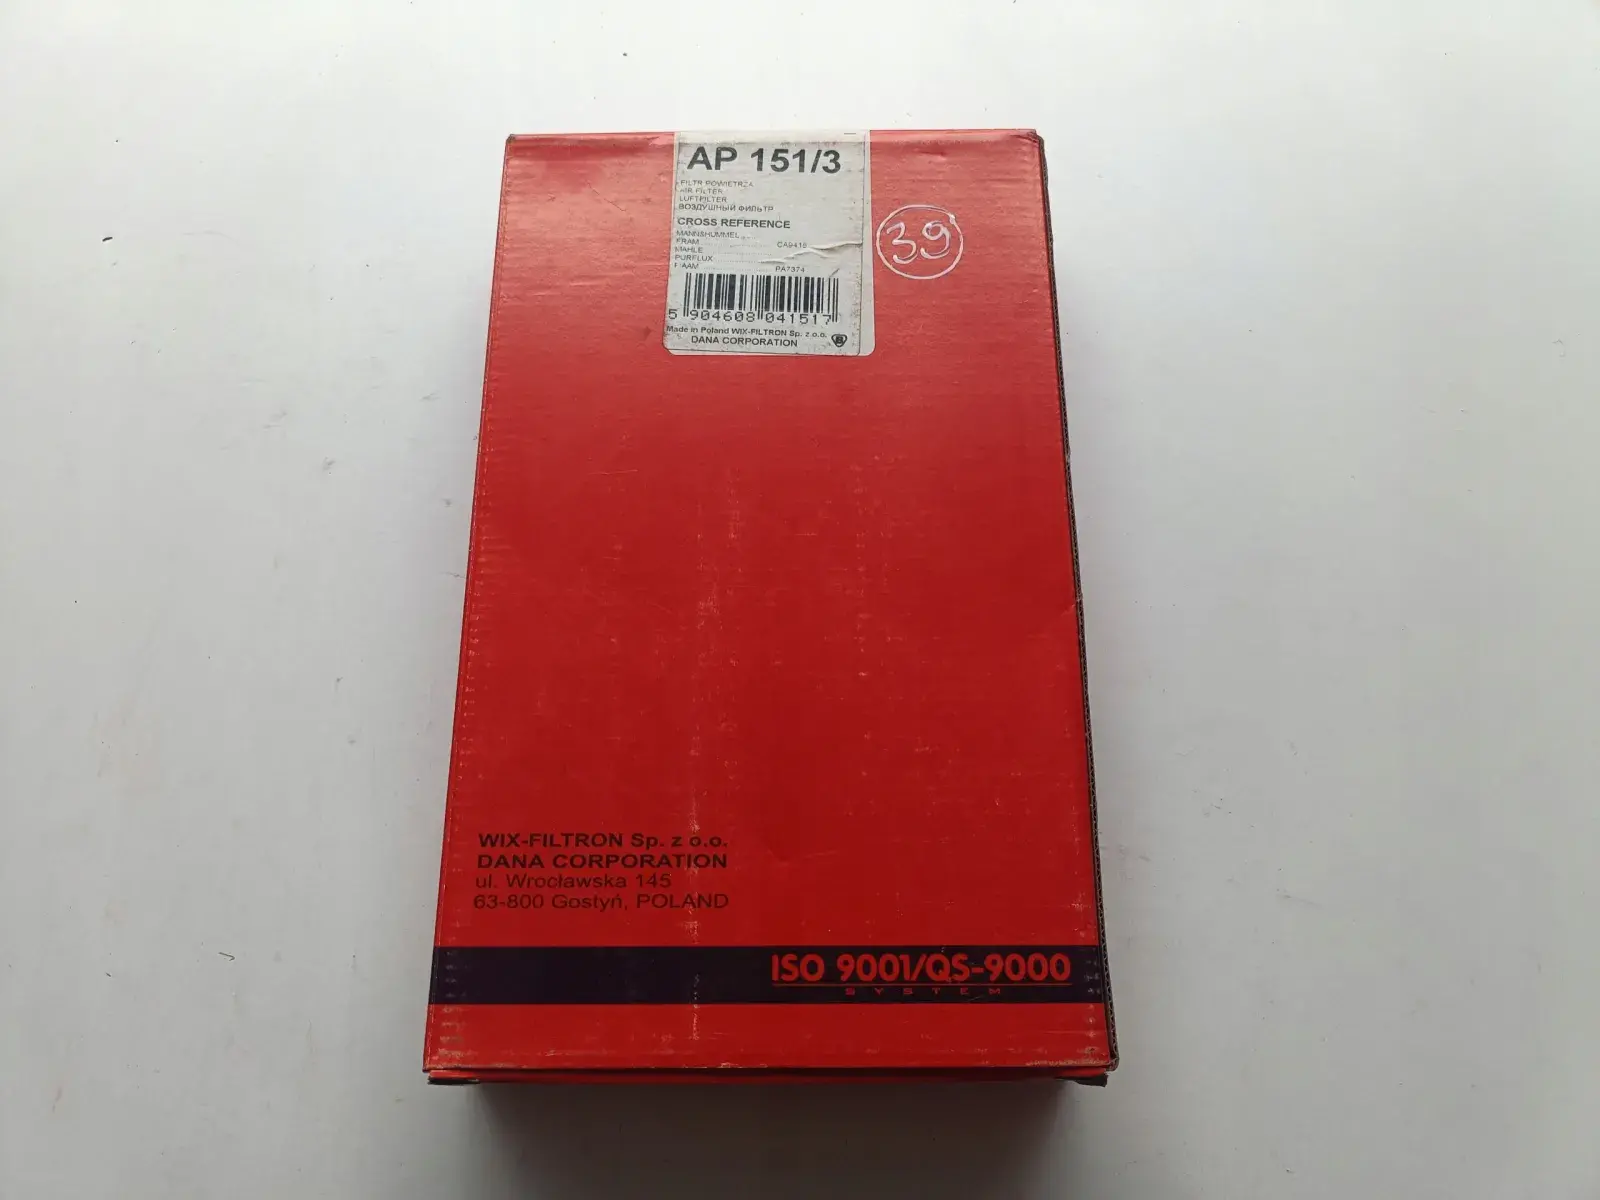 AP 151/3
FILTR POWIETRZA
AIR FILTER
LUFTFILTER
ВОЗДУШНЫЙ ФИЛЬТР
CROSS REFERENCE
MANN&HUMMEL
FRAM CA9416
MAHLE
PURFLUX
FIAAM PA7374
5 904608 041517
Made in Poland WIX-FILTRON Sp. z o.o.
DANA CORPORATION B
39
WIX-FILTRON Sp. z o.o.
DANA CORPORATION
ul. Wrocławska 145
63-800 Gostyń, POLAND
ISO 9001/QS-9000
SYSTEM